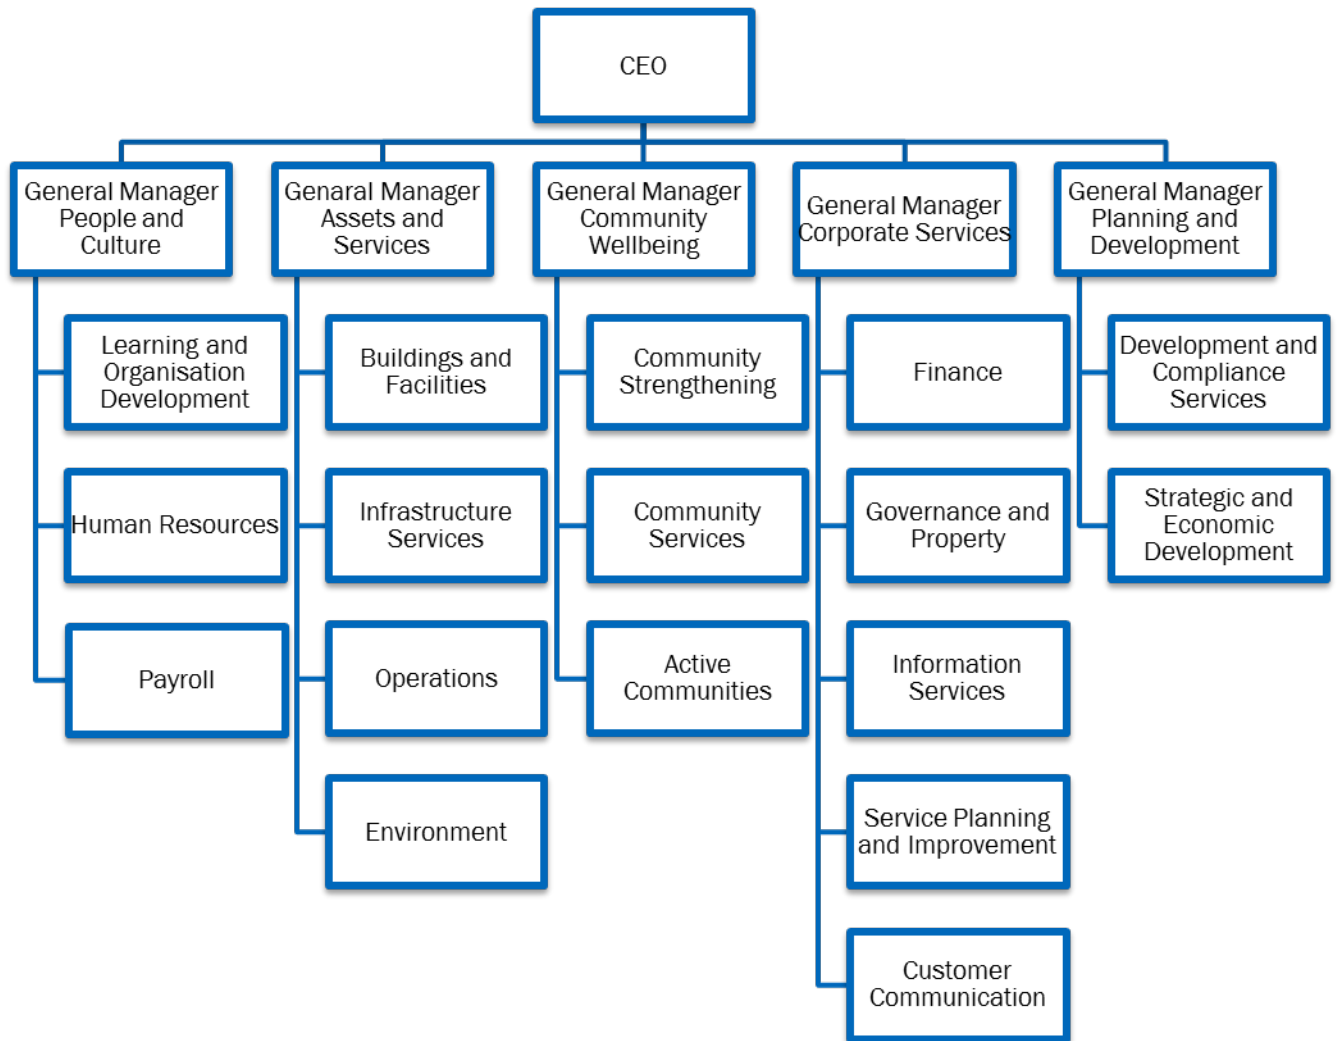 CEO
General Manager
People and
Culture
Genaral Manager
Assets and
Services
General Manager
Community
Wellbeing
General Manager
Corporate Services
General Manager
Planning and
Development
Learning and
Organisation
Development
Human Resources
Payroll
Buildings and
Facilities
Infrastructure
Services
Operations
Environment
Community
Strengthening
Community
Services
Active
Communities
Finance
Governance and
Property
Information
Services
Service Planning
and Improvement
Customer
Communication
Development and
Compliance
Services
Strategic and
Economic
Development